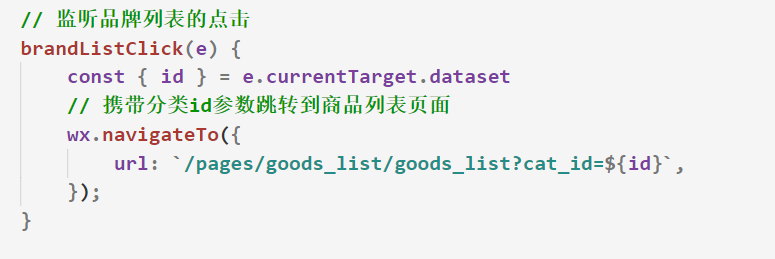 // 监听品牌列表的点击
brandListClick(e) {
    const { id } = e.currentTarget.dataset
    // 携带分类id参数跳转到商品列表页面
    wx.navigateTo({
        url: `/pages/goods_list/goods_list?cat_id=${id}`,
    });
}